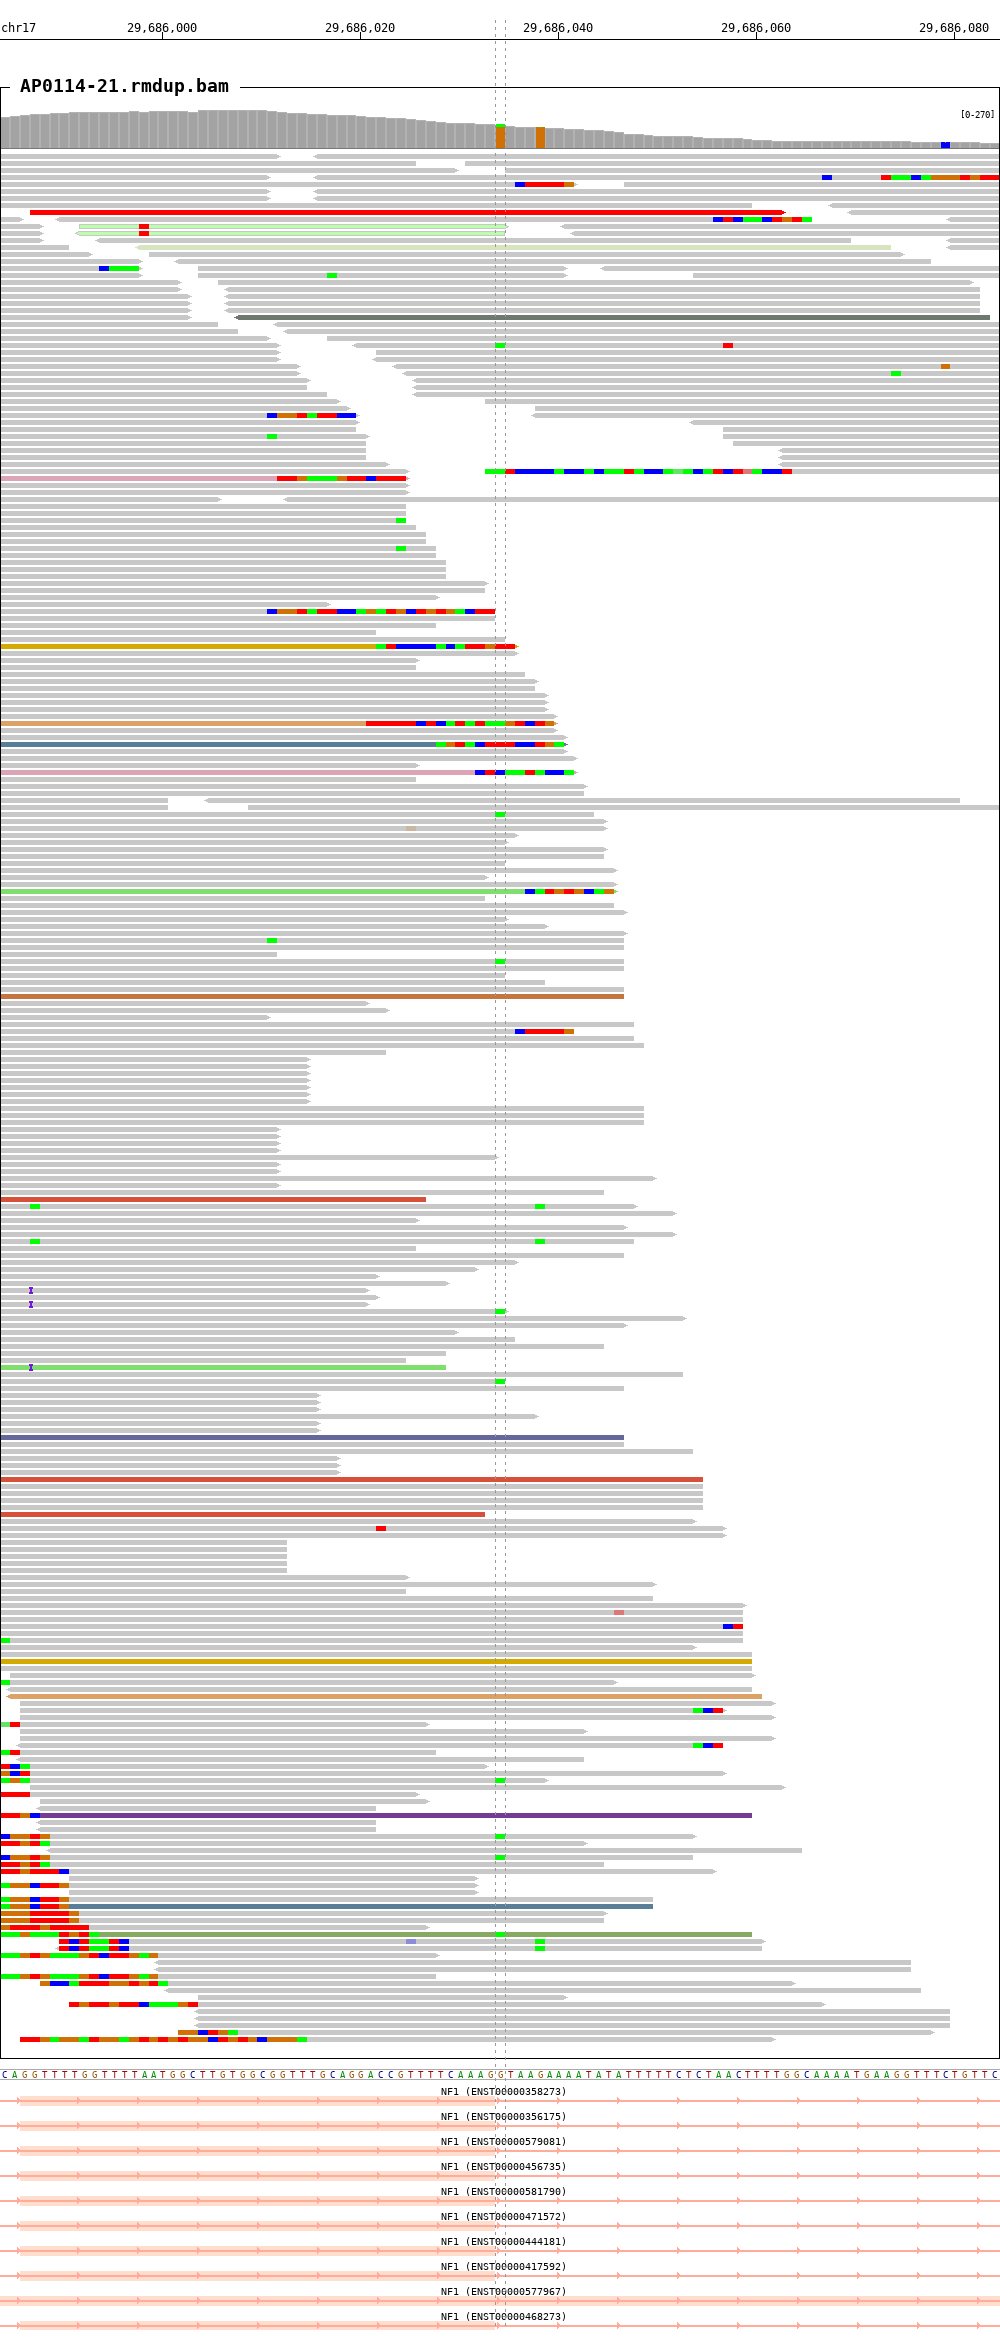 chr17 29,686,000 29,686,020 29,686,040 29,686,060 29,686,080
AP0114-21.rmdup.bam
[0-270]
CAGGTTTTGGTTTTAATGGCTTGTGGCGGTTTGCAGGACCGTTTTCAAAGGTAAGAAAATATATTTTTCTCTAACTTTTGGCAAAATGAAGGTTTCTGTTC
NF1 (ENST00000358273)
NF1 (ENST00000356175)
NF1 (ENST00000579081)
NF1 (ENST00000456735)
NF1 (ENST00000581790)
NF1 (ENST00000471572)
NF1 (ENST00000444181)
NF1 (ENST00000417592)
NF1 (ENST00000577967)
NF1 (ENST00000468273)